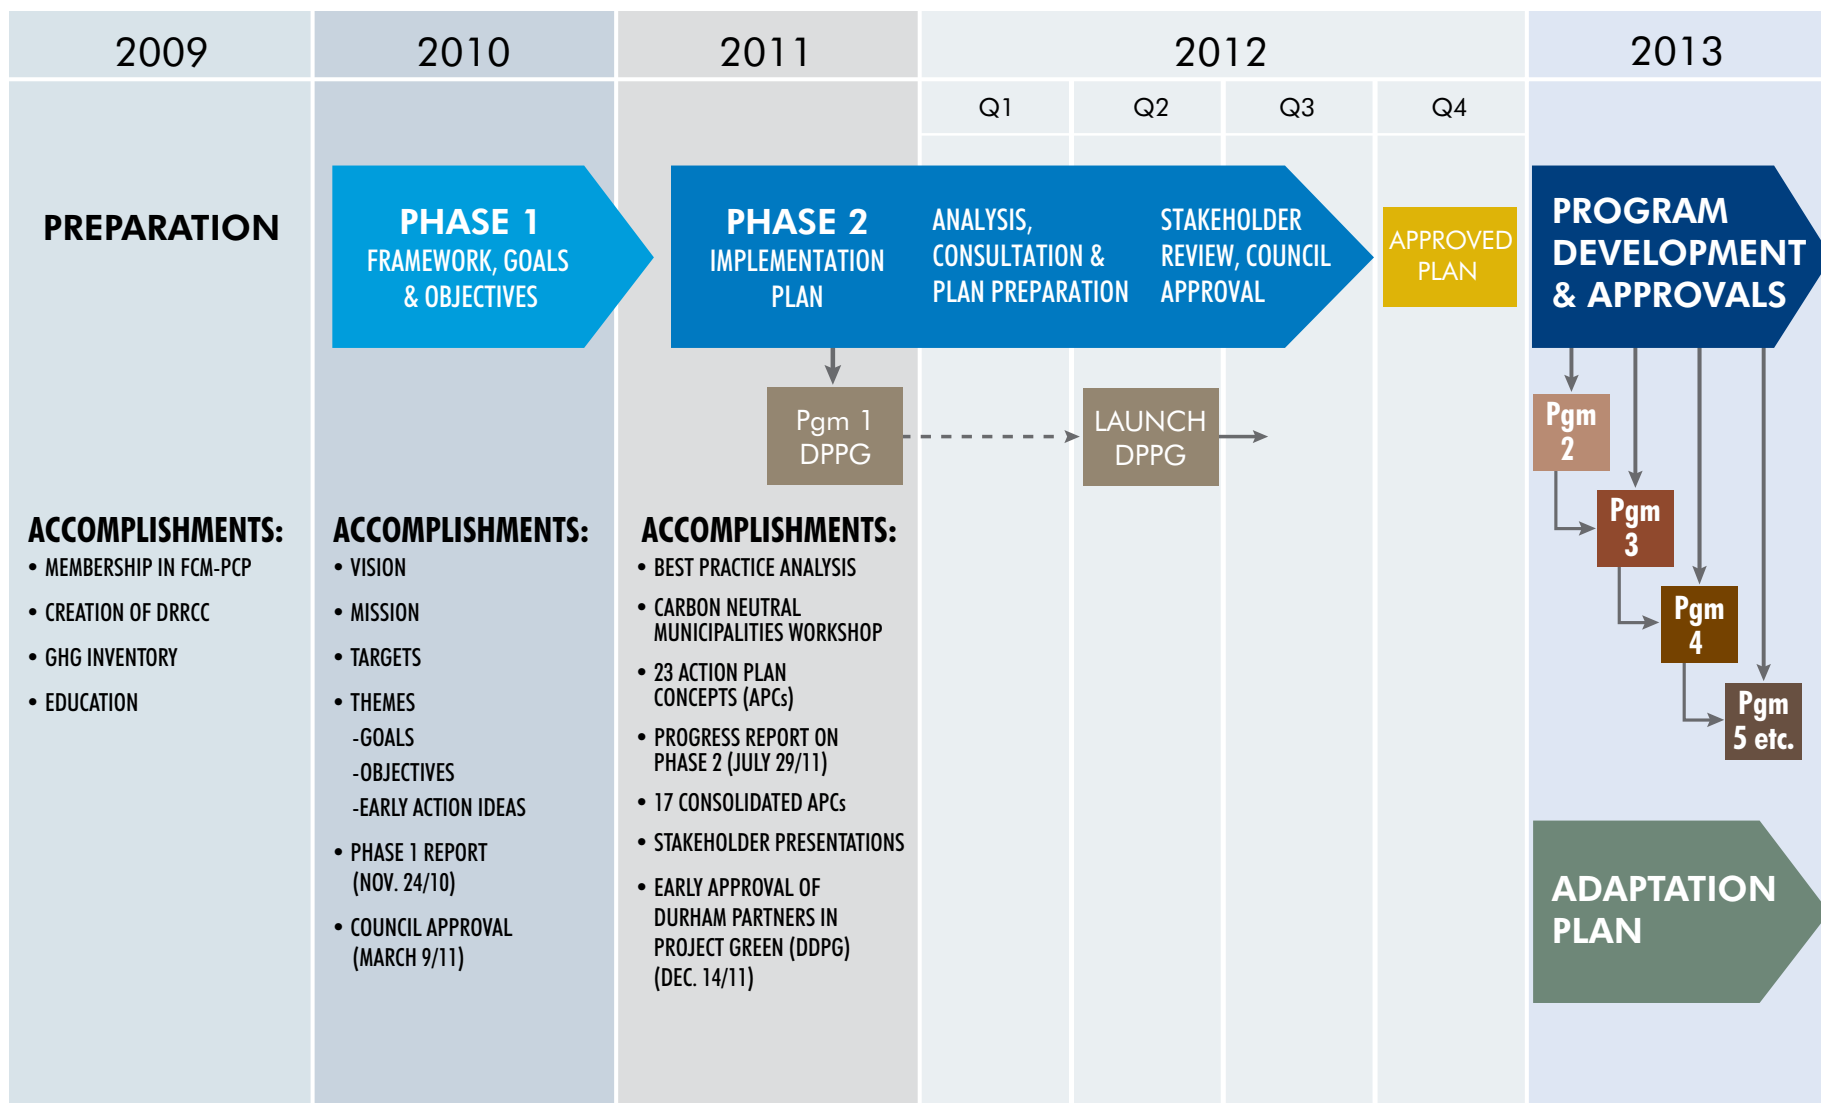 2009
2010
2011
2012
2013
Q1
Q2
Q3
Q4
PREPARATION
PHASE 1
FRAMEWORK, GOALS
& OBJECTIVES
PHASE 2
IMPLEMENTATION
PLAN
ANALYSIS,
CONSULTATION &
PLAN PREPARATION
STAKEHOLDER
REVIEW, COUNCIL
APPROVAL
APPROVED
PLAN
PROGRAM
DEVELOPMENT
& APPROVALS
Pgm 1
DPPG
LAUNCH
DPPG
Pgm
2
Pgm
3
Pgm
4
Pgm
5 etc.
ACCOMPLISHMENTS:
• MEMBERSHIP IN FCM-PCP
• CREATION OF DRRCC
• GHG INVENTORY
• EDUCATION
ACCOMPLISHMENTS:
• VISION
• MISSION
• TARGETS
• THEMES
-GOALS
-OBJECTIVES
-EARLY ACTION IDEAS
• PHASE 1 REPORT
(NOV. 24/10)
• COUNCIL APPROVAL
(MARCH 9/11)
ACCOMPLISHMENTS:
• BEST PRACTICE ANALYSIS
• CARBON NEUTRAL
MUNICIPALITIES WORKSHOP
• 23 ACTION PLAN
CONCEPTS (APCs)
• PROGRESS REPORT ON
PHASE 2 (JULY 29/11)
• 17 CONSOLIDATED APCs
• STAKEHOLDER PRESENTATIONS
• EARLY APPROVAL OF
DURHAM PARTNERS IN
PROJECT GREEN (DDPG)
(DEC. 14/11)
ADAPTATION
PLAN